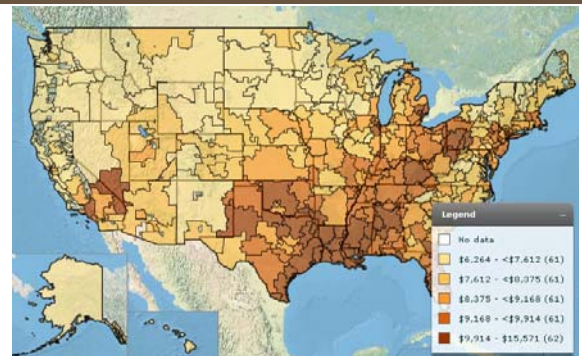 Legend
No data
$6,264 - <$7,612 (61)
$7,612 - <$8,375 (61)
$8,375 - <$9,168 (61)
$9,168 - <$9,914 (61)
$9,914 - $15,571 (62)